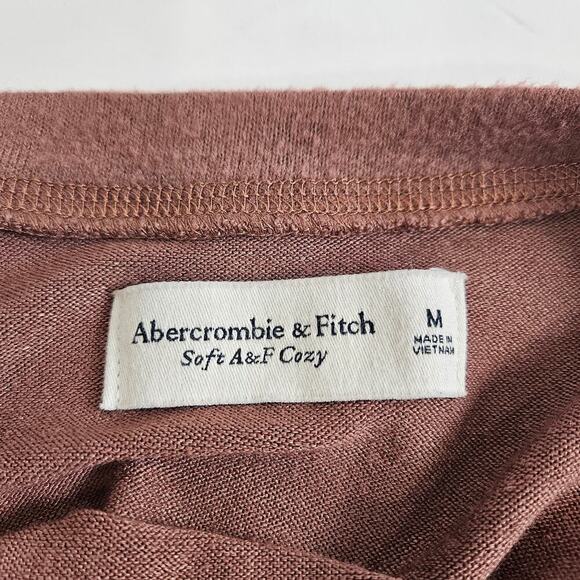 Abercrombie & Fitch
Soft A&F Cozy
M
MADE IN
VIETNAM